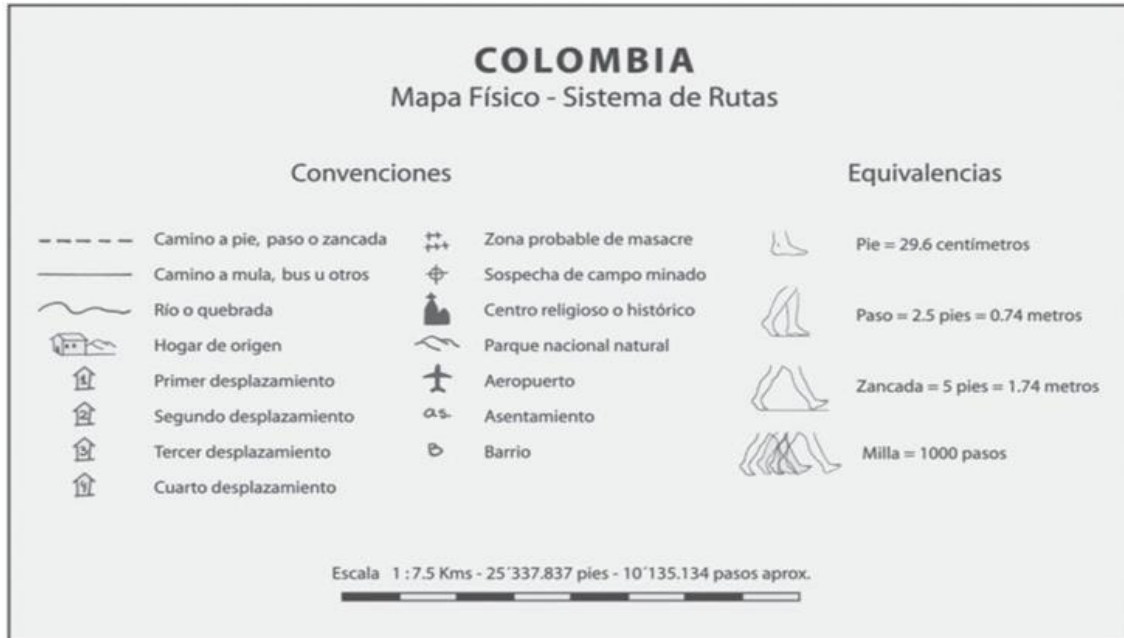 COLOMBIA
Mapa Físico - Sistema de Rutas
Convenciones
Camino a pie, paso o zancada
Camino a mula, bus u otros
Río o quebrada
Hogar de origen
1 Primer desplazamiento
2 Segundo desplazamiento
3 Tercer desplazamiento
4 Cuarto desplazamiento
Zona probable de masacre
Sospecha de campo minado
Centro religioso o histórico
Parque nacional natural
Aeropuerto
as. Asentamiento
B Barrio
Equivalencias
Pie = 29.6 centímetros
Paso = 2.5 pies = 0.74 metros
Zancada = 5 pies = 1.74 metros
Milla = 1000 pasos
Escala 1 : 7.5 Kms - 25´337.837 pies - 10´135.134 pasos aprox.